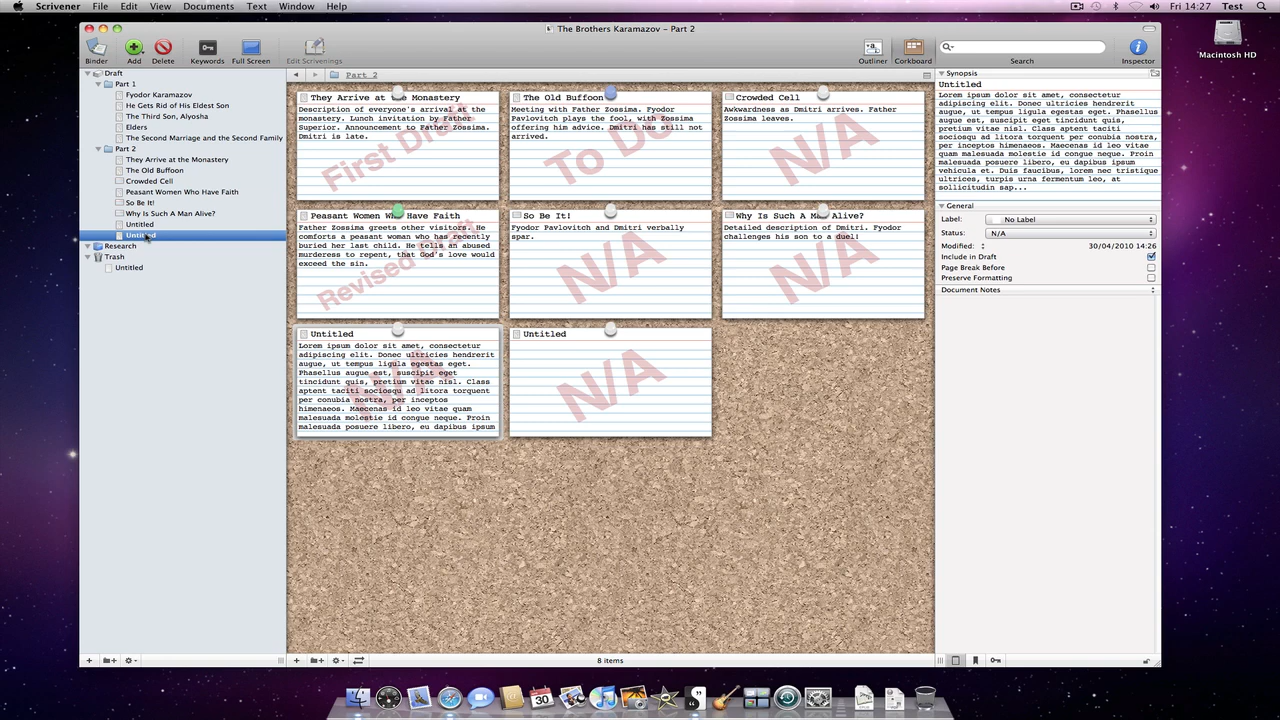 Scrivener File Edit View Documents Text Window Help Fri 14:27 Test
The Brothers Karamazov – Part 2
Binder Add Delete Keywords Full Screen Edit Scrivenings Outliner Corkboard Search Inspector
Macintosh HD
Draft
Part 1
Fyodor Karamazov
He Gets Rid of His Eldest Son
The Third Son, Alyosha
Elders
The Second Marriage and the Second Family
Part 2
They Arrive at the Monastery
The Old Buffoon
Crowded Cell
Peasant Women Who Have Faith
So Be It!
Why Is Such A Man Alive?
Untitled
Untitled
Research
Trash
Untitled
Part 2
They Arrive at the Monastery
Description of everyone's arrival at the
monastery. Lunch invitation by Father
Superior. Announcement to Father Zossima.
Dmitri is late.
First Draft
The Old Buffoon
Meeting with Father Zossima. Fyodor
Pavlovitch plays the fool, with Zossima
offering him advice. Dmitri has still not
arrived.
To Do
Crowded Cell
Awkwardness as Dmitri arrives. Father
Zossima leaves.
N/A
Peasant Women Who Have Faith
Father Zossima greets other visitors. He
comforts a peasant woman who has recently
buried her last child. He tells an abused
murderess to repent, that God's love would
exceed the sin.
Revised Draft
So Be It!
Fyodor Pavlovitch and Dmitri verbally
spar.
N/A
Why Is Such A Man Alive?
Detailed description of Dmitri. Fyodor
challenges his son to a duel!
N/A
Untitled
Lorem ipsum dolor sit amet, consectetur
adipiscing elit. Donec ultricies hendrerit
augue, ut tempus ligula egestas eget.
Phasellus augue est, suscipit eget
tincidunt quis, pretium vitae nisl. Class
aptent taciti sociosqu ad litora torquent
per conubia nostra, per inceptos
himenaeos. Maecenas id leo vitae quam
malesuada molestie id congue neque. Proin
malesuada posuere libero, eu dapibus ipsum
N/A
Untitled
N/A
8 items
Synopsis
Untitled
Lorem ipsum dolor sit amet, consectetur
adipiscing elit. Donec ultricies hendrerit
augue, ut tempus ligula egestas eget. Phasellus
augue est, suscipit eget tincidunt quis,
pretium vitae nisl. Class aptent taciti
sociosqu ad litora torquent per conubia
nostra, per inceptos himenaeos. Maecenas id leo
vitae quam malesuada molestie id congue neque.
Proin malesuada posuere libero, eu dapibus ipsum
vehicula et. Duis faucibus, lorem nec tristique
ultrices, turpis urna fermentum leo, at
sollicitudin sap...
General
Label: No Label
Status: N/A
Modified: 30/04/2010 14:26
Include in Draft
Page Break Before
Preserve Formatting
Document Notes
30